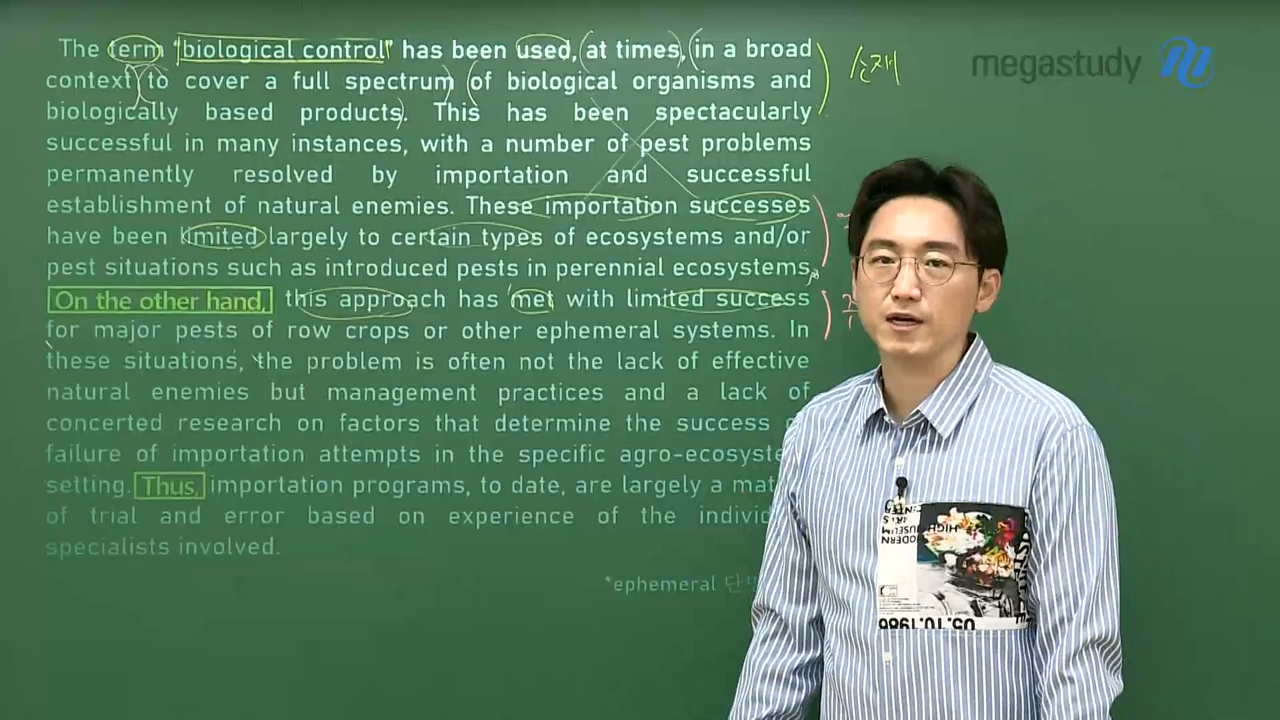 The term "biological control" has been used, at times, in a broad
context to cover a full spectrum of biological organisms and
biologically based products. This has been spectacularly
successful in many instances, with a number of pest problems
permanently resolved by importation and successful
establishment of natural enemies. These importation successes
have been limited largely to certain types of ecosystems and/or
pest situations such as introduced pests in perennial ecosystems.
On the other hand, this approach has met with limited success
for major pests of row crops or other ephemeral systems. In
these situations, the problem is often not the lack of effective
natural enemies but management practices and a lack of
concerted research on factors that determine the success
failure of importation attempts in the specific agro-ecosyste
setting. Thus, importation programs, to date, are largely a mat
of trial and error based on experience of the individ
specialists involved.
*ephemeral 단
소재
megastudy
05.10.1986